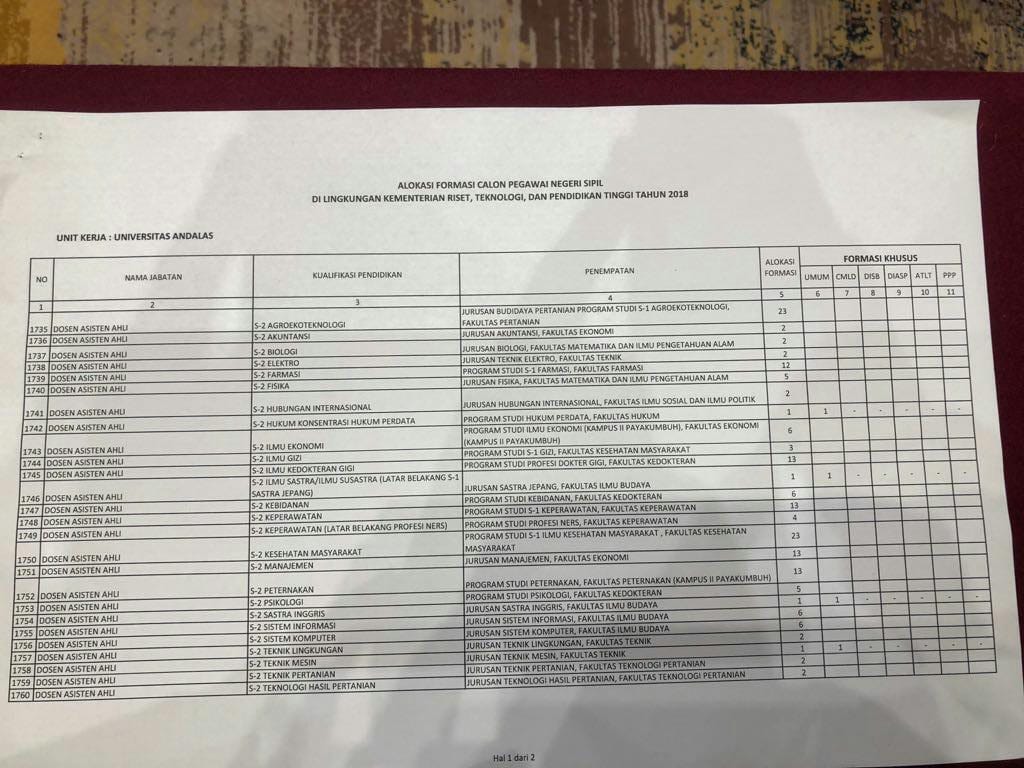 ALOKASI FORMASI CALON PEGAWAI NEGERI SIPIL
DI LINGKUNGAN KEMENTERIAN RISET, TEKNOLOGI, DAN PENDIDIKAN TINGGI TAHUN 2018
UNIT KERJA : UNIVERSITAS ANDALAS
NO NAMA JABATAN KUALIFIKASI PENDIDIKAN PENEMPATAN ALOKASI FORMASI FORMASI KHUSUS
UMUM CMLD DISB DIASP ATLT PPP
1 2 3 4 5 6 7 8 9 10 11
1735 DOSEN ASISTEN AHLI S-2 AGROEKOTEKNOLOGI JURUSAN BUDIDAYA PERTANIAN PROGRAM STUDI S-1 AGROEKOTEKNOLOGI, FAKULTAS PERTANIAN 23
1736 DOSEN ASISTEN AHLI S-2 AKUNTANSI JURUSAN AKUNTANSI, FAKULTAS EKONOMI 2
1737 DOSEN ASISTEN AHLI S-2 BIOLOGI JURUSAN BIOLOGI, FAKULTAS MATEMATIKA DAN ILMU PENGETAHUAN ALAM 2
1738 DOSEN ASISTEN AHLI S-2 ELEKTRO JURUSAN TEKNIK ELEKTRO, FAKULTAS TEKNIK 2
1739 DOSEN ASISTEN AHLI S-2 FARMASI PROGRAM STUDI S-1 FARMASI, FAKULTAS FARMASI 12
1740 DOSEN ASISTEN AHLI S-2 FISIKA JURUSAN FISIKA, FAKULTAS MATEMATIKA DAN ILMU PENGETAHUAN ALAM 5
1741 DOSEN ASISTEN AHLI S-2 HUBUNGAN INTERNASIONAL JURUSAN HUBUNGAN INTERNASIONAL, FAKULTAS ILMU SOSIAL DAN ILMU POLITIK 2
1742 DOSEN ASISTEN AHLI S-2 HUKUM KONSENTRASI HUKUM PERDATA PROGRAM STUDI HUKUM PERDATA, FAKULTAS HUKUM 1 1 - - - - -
1743 DOSEN ASISTEN AHLI S-2 ILMU EKONOMI PROGRAM STUDI ILMU EKONOMI (KAMPUS II PAYAKUMBUH), FAKULTAS EKONOMI (KAMPUS II PAYAKUMBUH) 6
1744 DOSEN ASISTEN AHLI S-2 ILMU GIZI PROGRAM STUDI S-1 GIZI, FAKULTAS KESEHATAN MASYARAKAT 3
1745 DOSEN ASISTEN AHLI S-2 ILMU KEDOKTERAN GIGI PROGRAM STUDI PROFESI DOKTER GIGI, FAKULTAS KEDOKTERAN 13
1746 DOSEN ASISTEN AHLI S-2 ILMU SASTRA/ILMU SUSASTRA (LATAR BELAKANG S-1 SASTRA JEPANG) JURUSAN SASTRA JEPANG, FAKULTAS ILMU BUDAYA 1 1 - - - - -
1747 DOSEN ASISTEN AHLI S-2 KEBIDANAN PROGRAM STUDI KEBIDANAN, FAKULTAS KEDOKTERAN 6
1748 DOSEN ASISTEN AHLI S-2 KEPERAWATAN PROGRAM STUDI S-1 KEPERAWATAN, FAKULTAS KEPERAWATAN 13
1749 DOSEN ASISTEN AHLI S-2 KEPERAWATAN (LATAR BELAKANG PROFESI NERS) PROGRAM STUDI PROFESI NERS, FAKULTAS KEPERAWATAN 4
1750 DOSEN ASISTEN AHLI S-2 KESEHATAN MASYARAKAT PROGRAM STUDI S-1 ILMU KESEHATAN MASYARAKAT , FAKULTAS KESEHATAN MASYARAKAT 23
1751 DOSEN ASISTEN AHLI S-2 MANAJEMEN JURUSAN MANAJEMEN, FAKULTAS EKONOMI 13
1752 DOSEN ASISTEN AHLI S-2 PETERNAKAN PROGRAM STUDI PETERNAKAN, FAKULTAS PETERNAKAN (KAMPUS II PAYAKUMBUH) 13
1753 DOSEN ASISTEN AHLI S-2 PSIKOLOGI PROGRAM STUDI PSIKOLOGI, FAKULTAS KEDOKTERAN 5
1754 DOSEN ASISTEN AHLI S-2 SASTRA INGGRIS JURUSAN SASTRA INGGRIS, FAKULTAS ILMU BUDAYA 1 1 - - - - -
1755 DOSEN ASISTEN AHLI S-2 SISTEM INFORMASI JURUSAN SISTEM INFORMASI, FAKULTAS ILMU BUDAYA 6
1756 DOSEN ASISTEN AHLI S-2 SISTEM KOMPUTER JURUSAN SISTEM KOMPUTER, FAKULTAS ILMU BUDAYA 6
1757 DOSEN ASISTEN AHLI S-2 TEKNIK LINGKUNGAN JURUSAN TEKNIK LINGKUNGAN, FAKULTAS TEKNIK 2
1758 DOSEN ASISTEN AHLI S-2 TEKNIK MESIN JURUSAN TEKNIK MESIN, FAKULTAS TEKNIK 1 1 - - - - -
1759 DOSEN ASISTEN AHLI S-2 TEKNIK PERTANIAN JURUSAN TEKNIK PERTANIAN, FAKULTAS TEKNOLOGI PERTANIAN 2
1760 DOSEN ASISTEN AHLI S-2 TEKNOLOGI HASIL PERTANIAN JURUSAN TEKNOLOGI HASIL PERTANIAN, FAKULTAS TEKNOLOGI PERTANIAN 2
Hal 1 dari 2